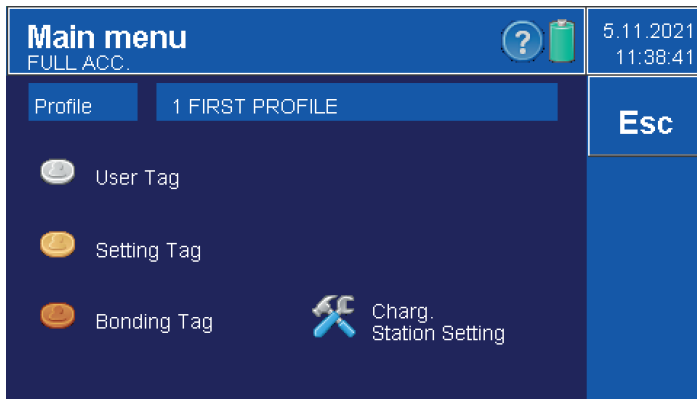 Main menu
FULL ACC.
?
5.11.2021
11:38:41
Esc
Profile
1 FIRST PROFILE
User Tag
Setting Tag
Bonding Tag
Charg.
Station Setting